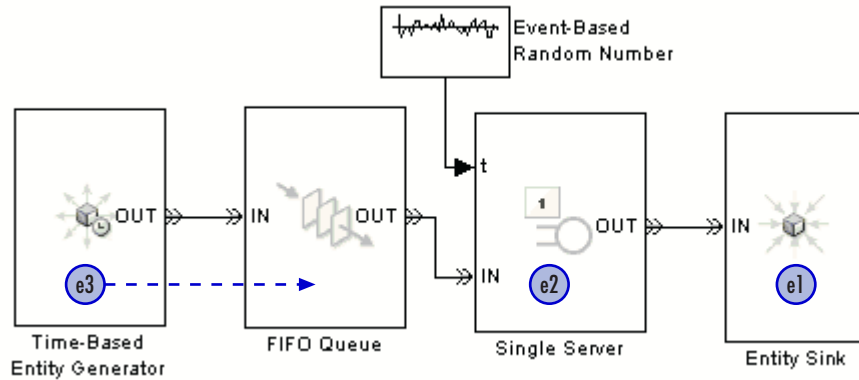 Event-Based
Random Number
OUT
IN
OUT
t
IN
1
OUT
IN
e3
e2
e1
Time-Based
Entity Generator
FIFO Queue
Single Server
Entity Sink